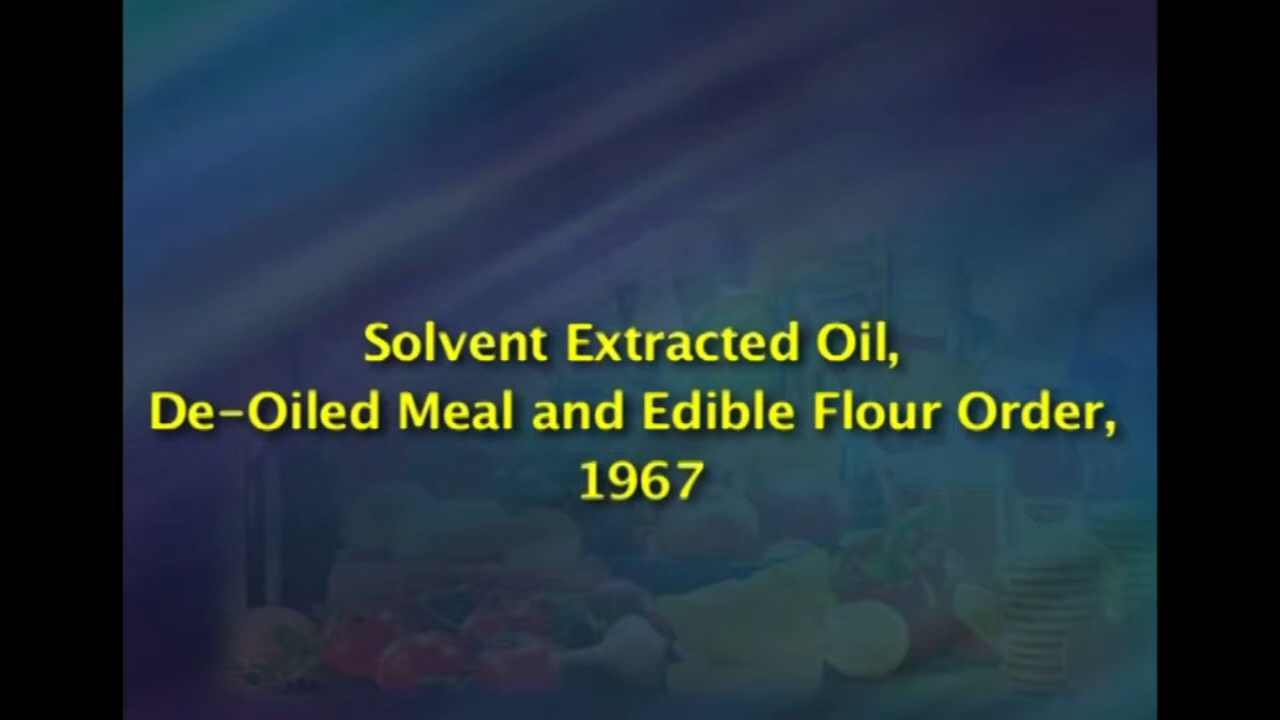 Solvent Extracted Oil,
De-Oiled Meal and Edible Flour Order,
1967